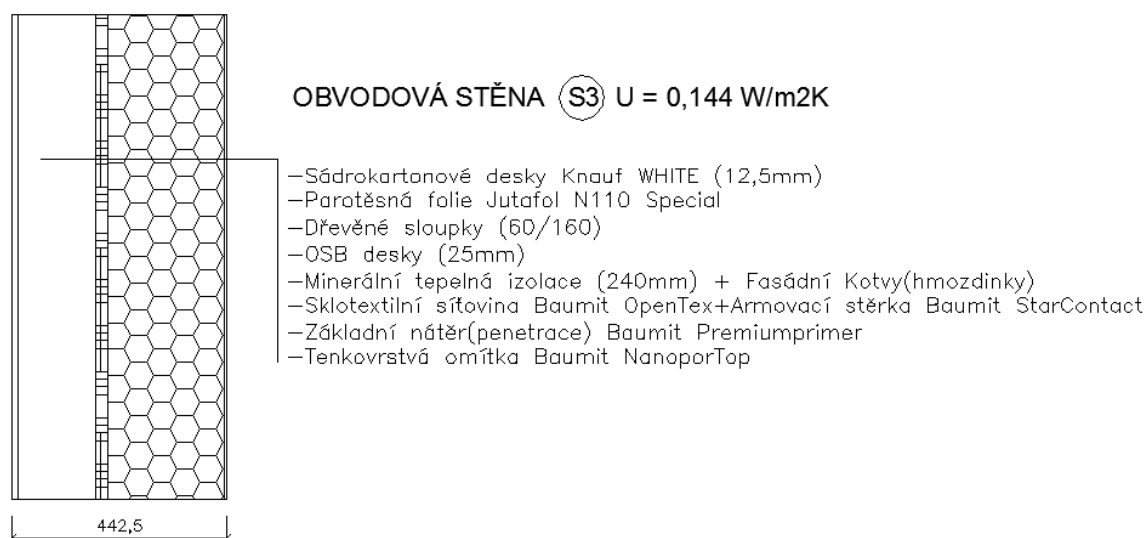 OBVODOVÁ STĚNA S3 U = 0,144 W/m2K
—Sádrokartonové desky Knauf WHITE (12,5mm)
—Parotěsná folie Jutafol N110 Special
—Dřevěné sloupky (60/160)
—OSB desky (25mm)
—Minerální tepelná izolace (240mm) + Fasádní Kotvy(hmozdinky)
—Sklotextilní síťovina Baumit OpenTex+Armovací stěrka Baumit StarContact
—Základní nátěr(penetrace) Baumit Premiumprimer
—Tenkovrstvá omítka Baumit NanoporTop
442,5